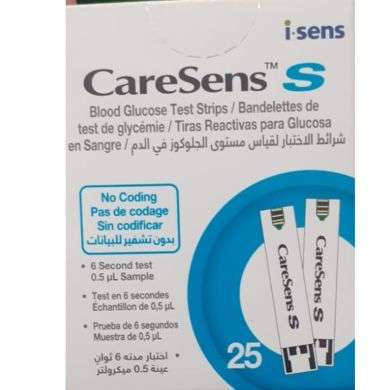 i·sens
CareSens™ S
Blood Glucose Test Strips / Bandelettes de
test de glycémie / Tiras Reactivas para Glucosa
en Sangre / شرائط الاختبار لقياس مستوى الجلوكوز في الدم
No Coding
Pas de codage
Sin codificar
بدون تشفير للبيانات
• 6 Second test
0.5 µL Sample
• Test en 6 secondes
Échantillon de 0,5 µL
• Prueba de 6 segundos
Muestra de 0,5 µL
• اختبار مدته 6 ثوانٍ
عينة 0.5 ميكرولتر
CareSens S
CareSens S
25